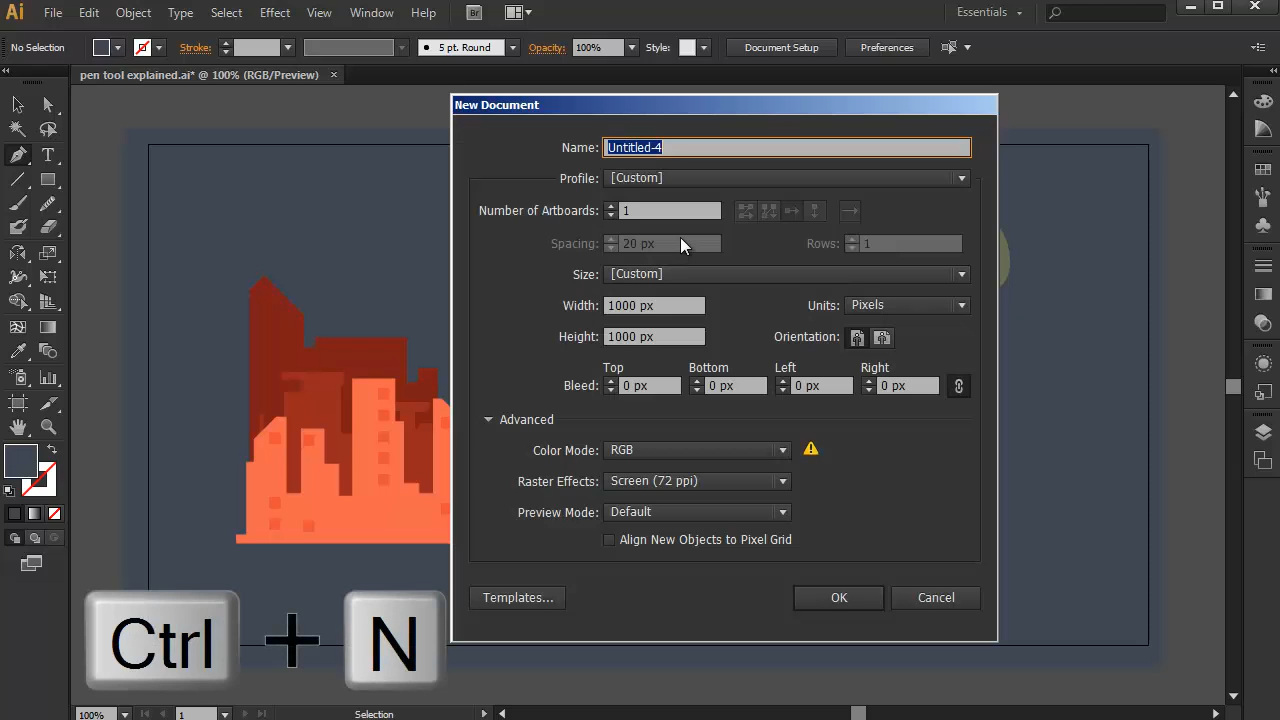 Ai File Edit Object Type Select Effect View Window Help Br Essentials
No Selection Stroke: 5 pt. Round Opacity: 100% Style: Document Setup Preferences
pen tool explained.ai* @ 100% (RGB/Preview) ×
New Document
Name: Untitled-4
Profile: [Custom]
Number of Artboards: 1
Spacing: 20 px Rows: 1
Size: [Custom]
Width: 1000 px Units: Pixels
Height: 1000 px Orientation:
Top Bottom Left Right
Bleed: 0 px 0 px 0 px 0 px
Advanced
Color Mode: RGB
Raster Effects: Screen (72 ppi)
Preview Mode: Default
Align New Objects to Pixel Grid
Templates... OK Cancel
Ctrl + N
100% 1 Selection